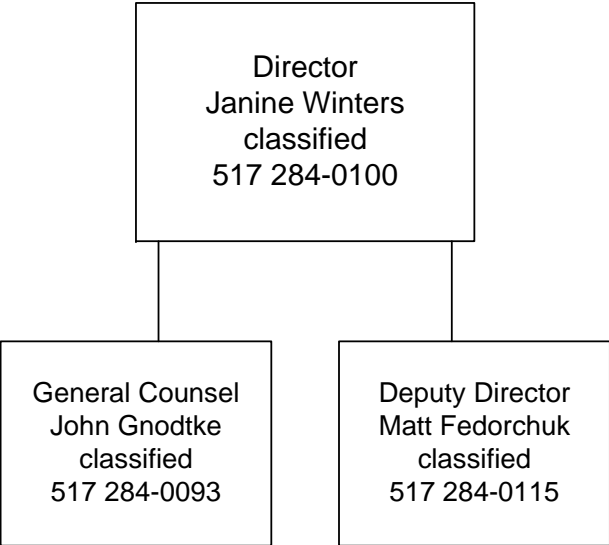 Director
Janine Winters
classified
517 284-0100
General Counsel
John Gnodtke
classified
517 284-0093
Deputy Director
Matt Fedorchuk
classified
517 284-0115